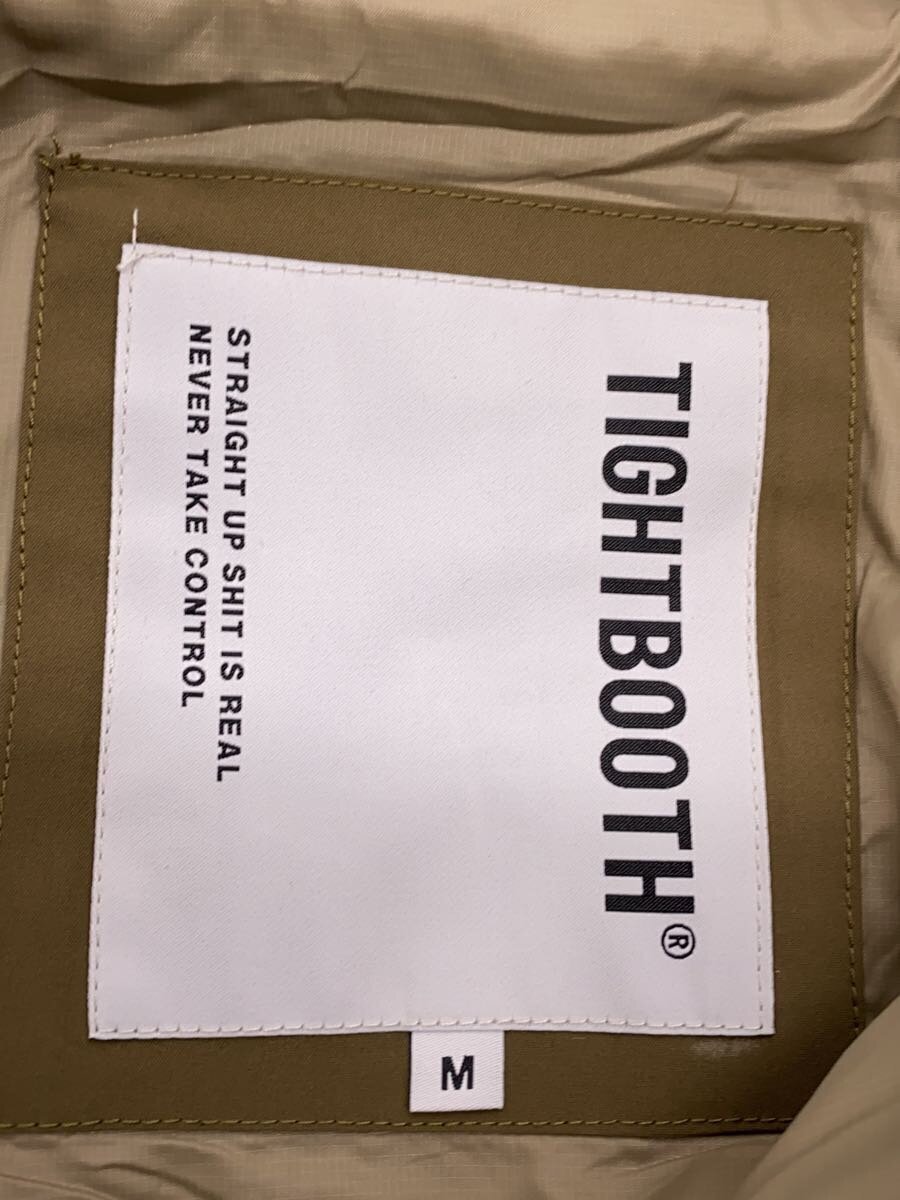 TIGHTBOOTH®
STRAIGHT UP SHIT IS REAL
NEVER TAKE CONTROL
M